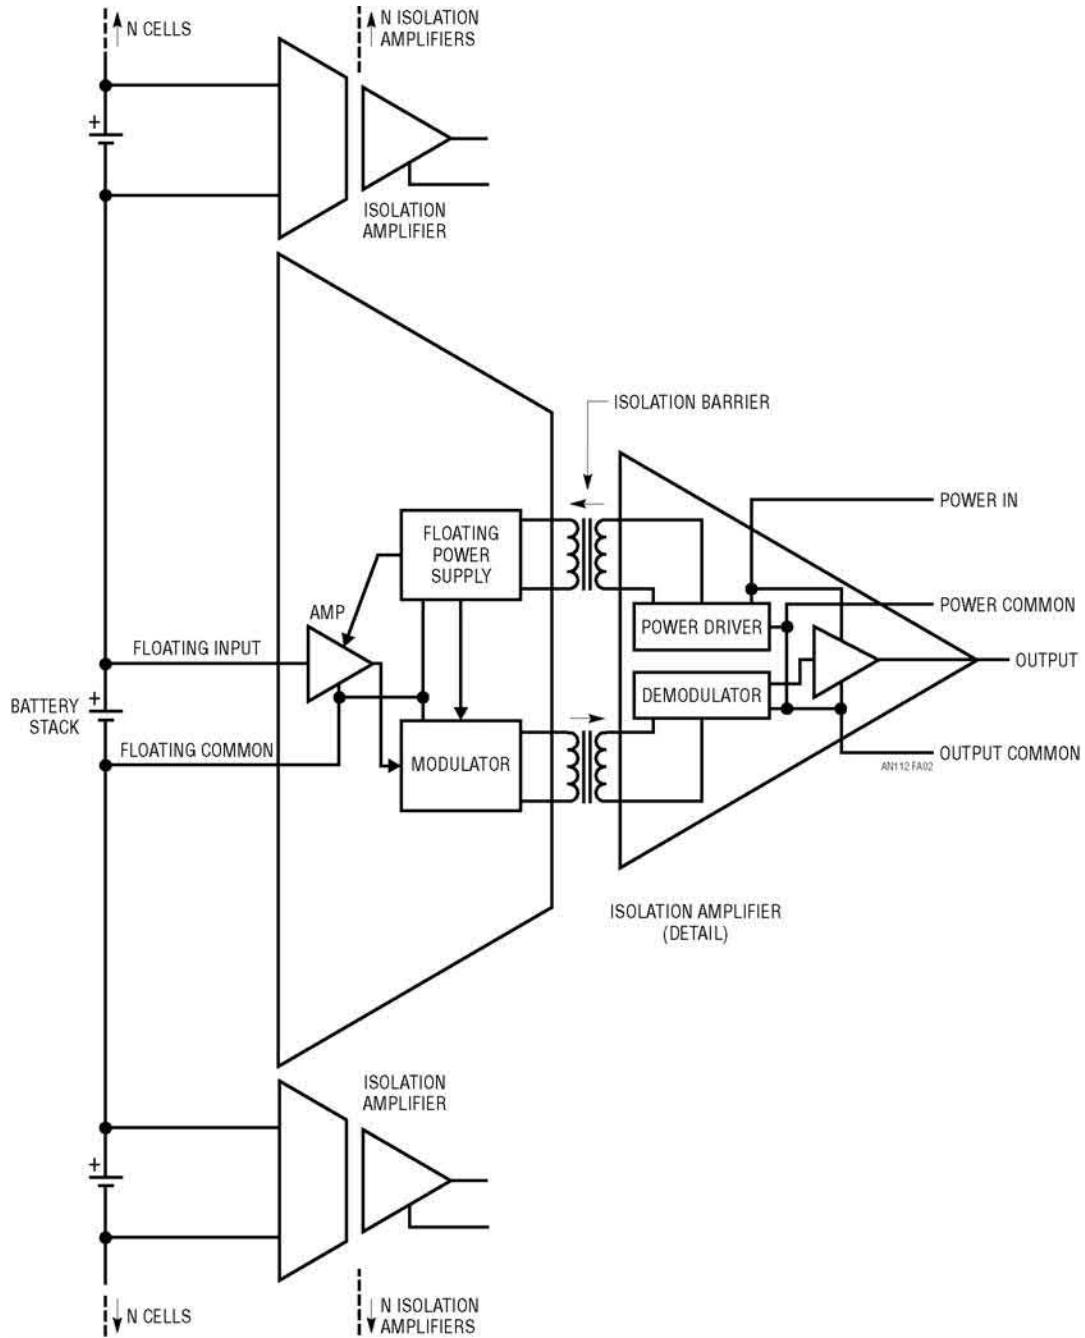 N CELLS
N ISOLATION
AMPLIFIERS
+
ISOLATION
AMPLIFIER
ISOLATION BARRIER
POWER IN
FLOATING
POWER
SUPPLY
AMP
POWER COMMON
POWER DRIVER
FLOATING INPUT
OUTPUT
+
BATTERY
STACK
DEMODULATOR
FLOATING COMMON
MODULATOR
OUTPUT COMMON
AN112 FA02
ISOLATION AMPLIFIER
(DETAIL)
ISOLATION
AMPLIFIER
+
N CELLS
N ISOLATION
AMPLIFIERS